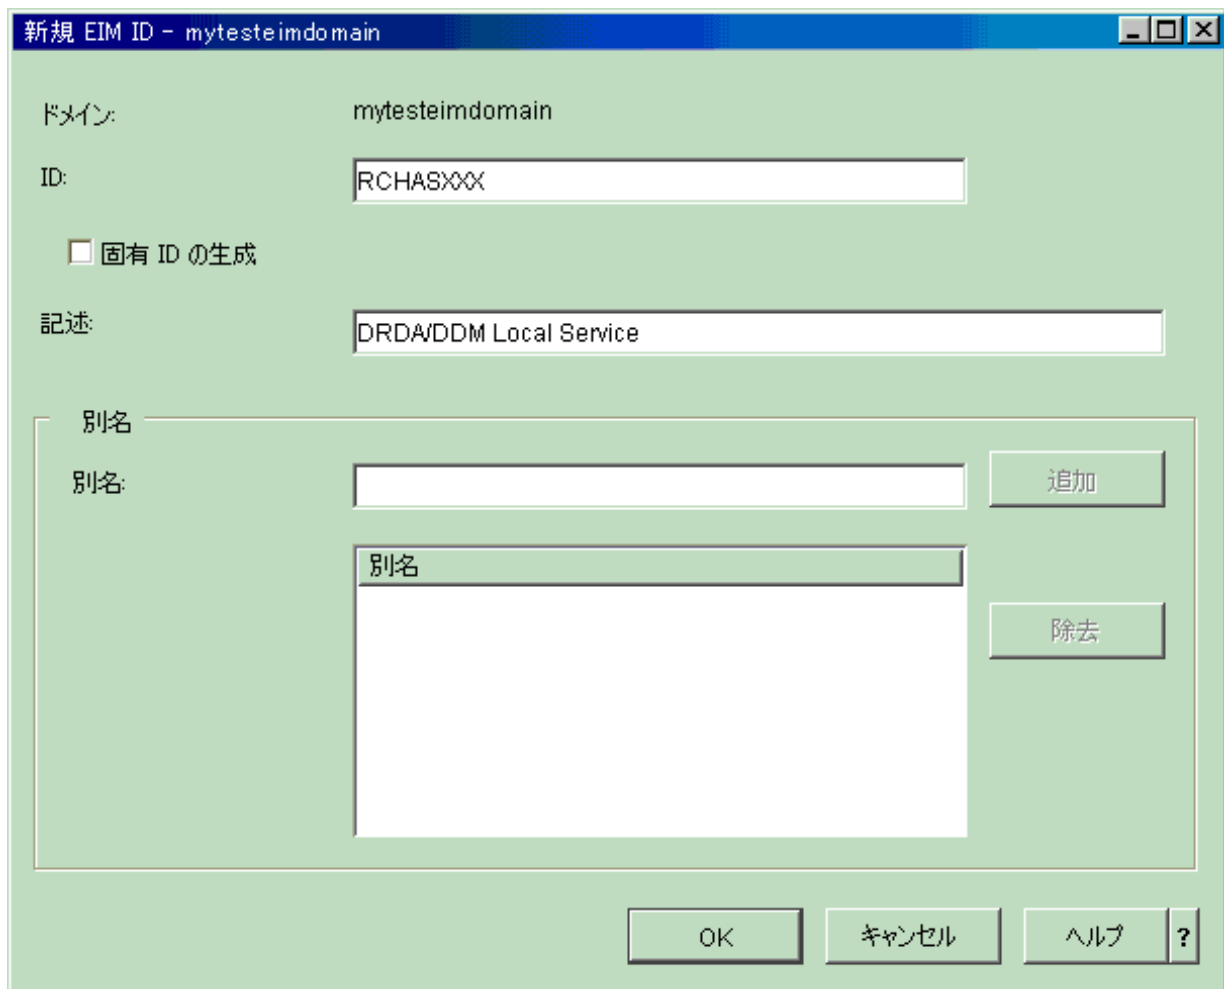 新規 EIM ID - mytesteimdomain
ドメイン: mytesteimdomain
ID: RCHASXXX
固有 ID の生成
記述: DRDA/DDM Local Service
別名
別名: 追加
別名
除去
OK キャンセル ヘルプ ?